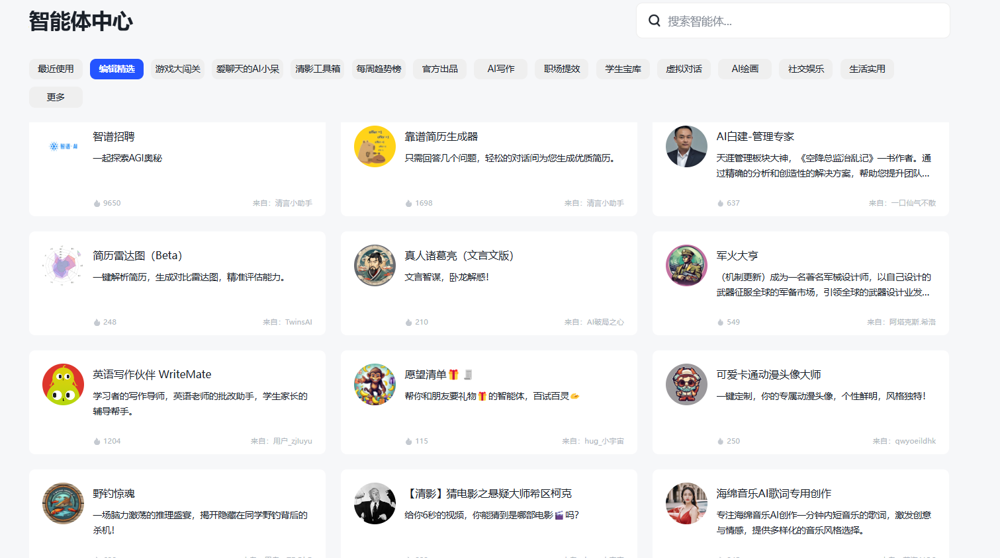 智能体中心
搜索智能体...
最近使用
编辑精选
游戏大闯关
爱聊天的AI小呆
清影工具箱
每周趋势榜
官方出品
AI写作
职场提效
学生宝库
虚拟对话
AI绘画
社交娱乐
生活实用
更多
智谱·AI
智谱招聘
一起探索AGI奥秘
9650
来自：清言小助手
靠谱简历生成器
只需回答几个问题，轻松的对话间为您生成优质简历。
1698
来自：清言小助手
AI白建-管理专家
天涯管理板块大神，《空降总监治乱记》一书作者。通
过精确的分析和创造性的解决方案，帮助您提升团队...
637
来自：一口仙气不散
简历雷达图（Beta）
一键解析简历，生成对比雷达图，精准评估能力。
248
来自：TwinsAI
真人诸葛亮（文言文版）
文言智谋，卧龙解惑！
210
来自：AI破局之心
军火大亨
（机制更新）成为一名著名军械设计师，以自己设计的
武器征服全球的军备市场，引领全球的武器设计业发...
549
来自：阿塔克斯.希洛
英语写作伙伴 WriteMate
学习者的写作导师，英语老师的批改助手，学生家长的
辅导帮手。
1204
来自：用户_zjluyu
愿望清单🎁 📜
帮你和朋友要礼物🎁的智能体，百试百灵🫴
115
来自：hug_小宇宙
可爱卡通动漫头像大师
一键定制，你的专属动漫头像，个性鲜明，风格独特！
250
来自：qwyoeildhk
野钓惊魂
一场脑力激荡的推理盛宴，揭开隐藏在同学野钓背后的
杀机！
【清影】猜电影之悬疑大师希区柯克
给你6秒的视频，你能猜到是哪部电影🎬吗？
海绵音乐AI歌词专用创作
专注海绵音乐AI创作一分钟内短音乐的歌词，激发创意
与情感，提供多样化的音乐风格选择。